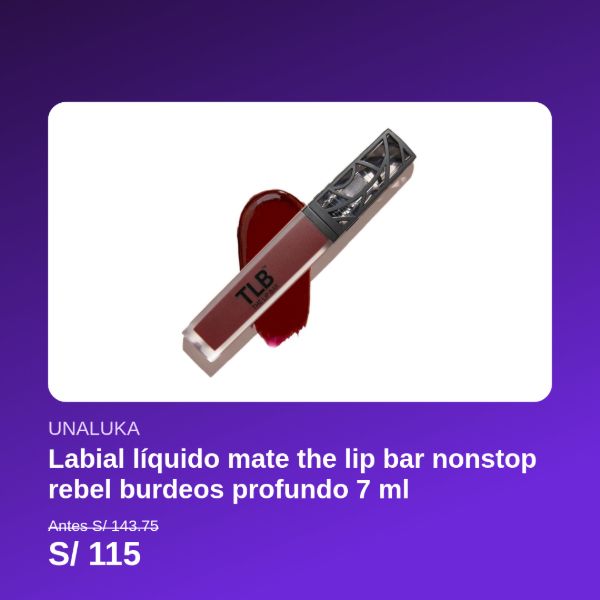 TLB
UNALUKA
Labial líquido mate the lip bar nonstop
rebel burdeos profundo 7 ml
Antes S/ 143.75
S/ 115